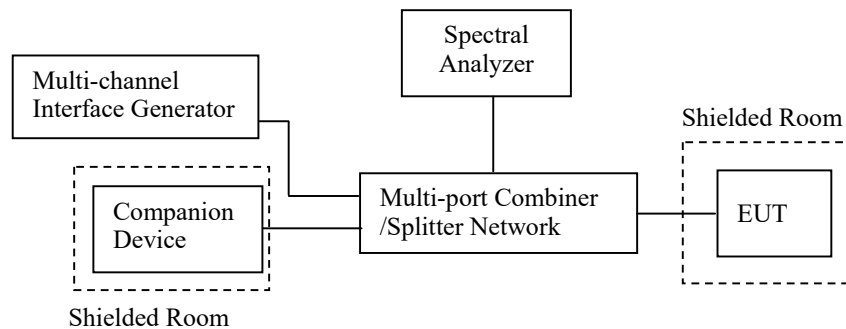 Spectral
Analyzer
Multi-channel
Interface Generator
Shielded Room
Multi-port Combiner
/Splitter Network
EUT
Companion
Device
Shielded Room